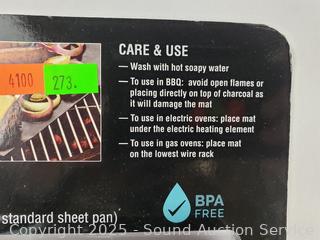 CARE & USE
— Wash with hot soapy water
— To use in BBQ: avoid open flames or
placing directly on top of charcoal as
it will damage the mat
— To use in electric ovens: place mat
under the electric heating element
— To use in gas ovens: place mat
on the lowest wire rack
4100
273.
BPA
FREE
standard sheet pan)
Copyright 2025 - Sound Auction Service